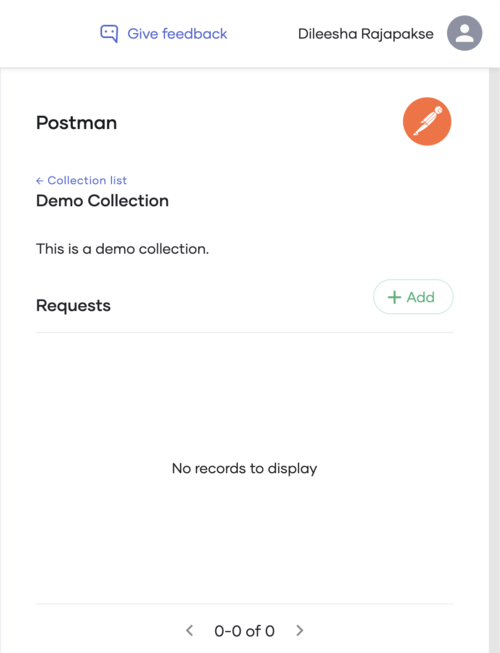 Give feedback
Dileesha Rajapakse
Postman
← Collection list
Demo Collection
This is a demo collection.
Requests
+ Add
No records to display
0-0 of 0